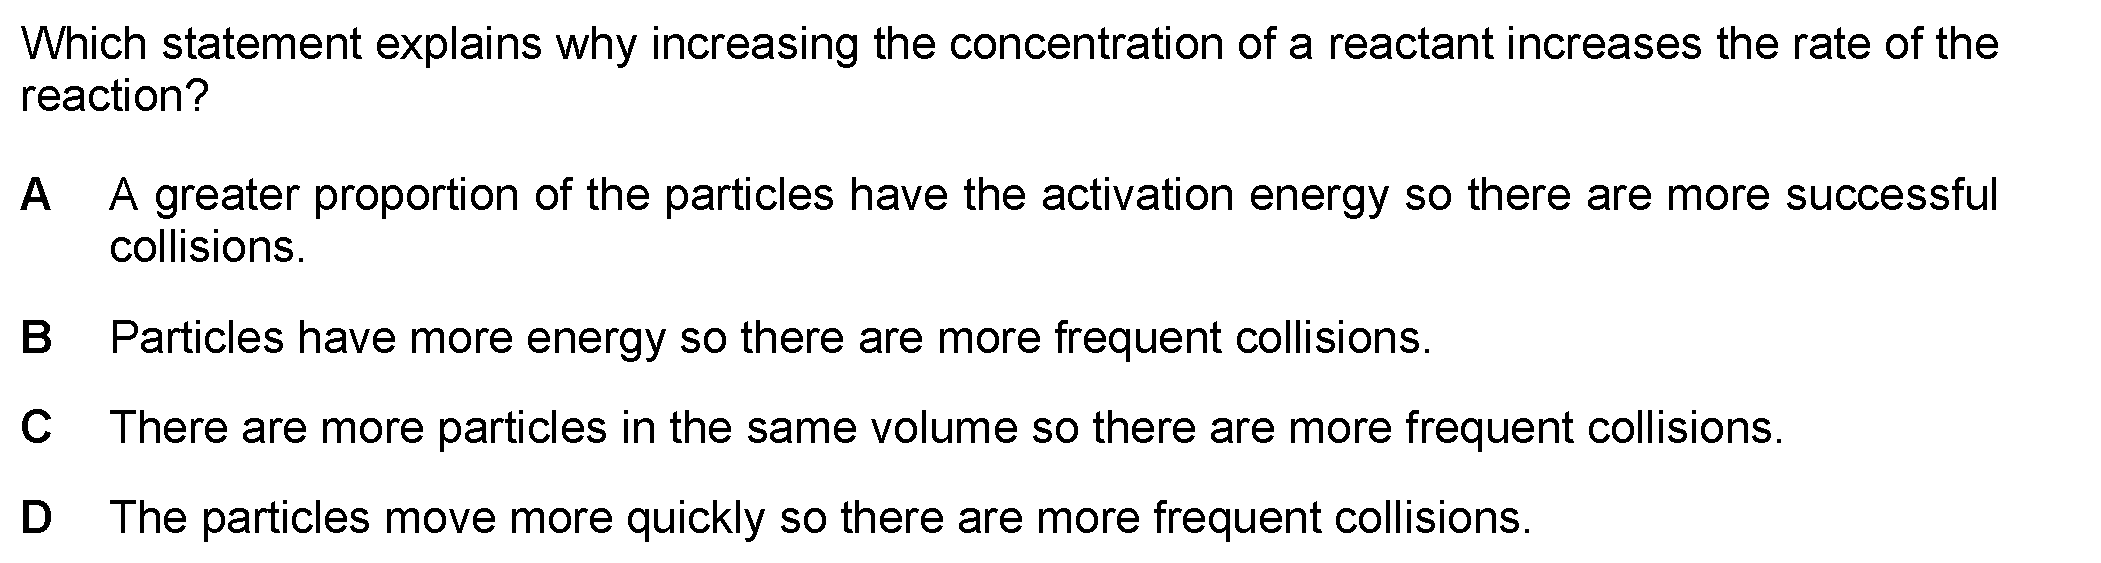 Which statement explains why increasing the concentration of a reactant increases the rate of the
reaction?
A A greater proportion of the particles have the activation energy so there are more successful
collisions.
B Particles have more energy so there are more frequent collisions.
C There are more particles in the same volume so there are more frequent collisions.
D The particles move more quickly so there are more frequent collisions.